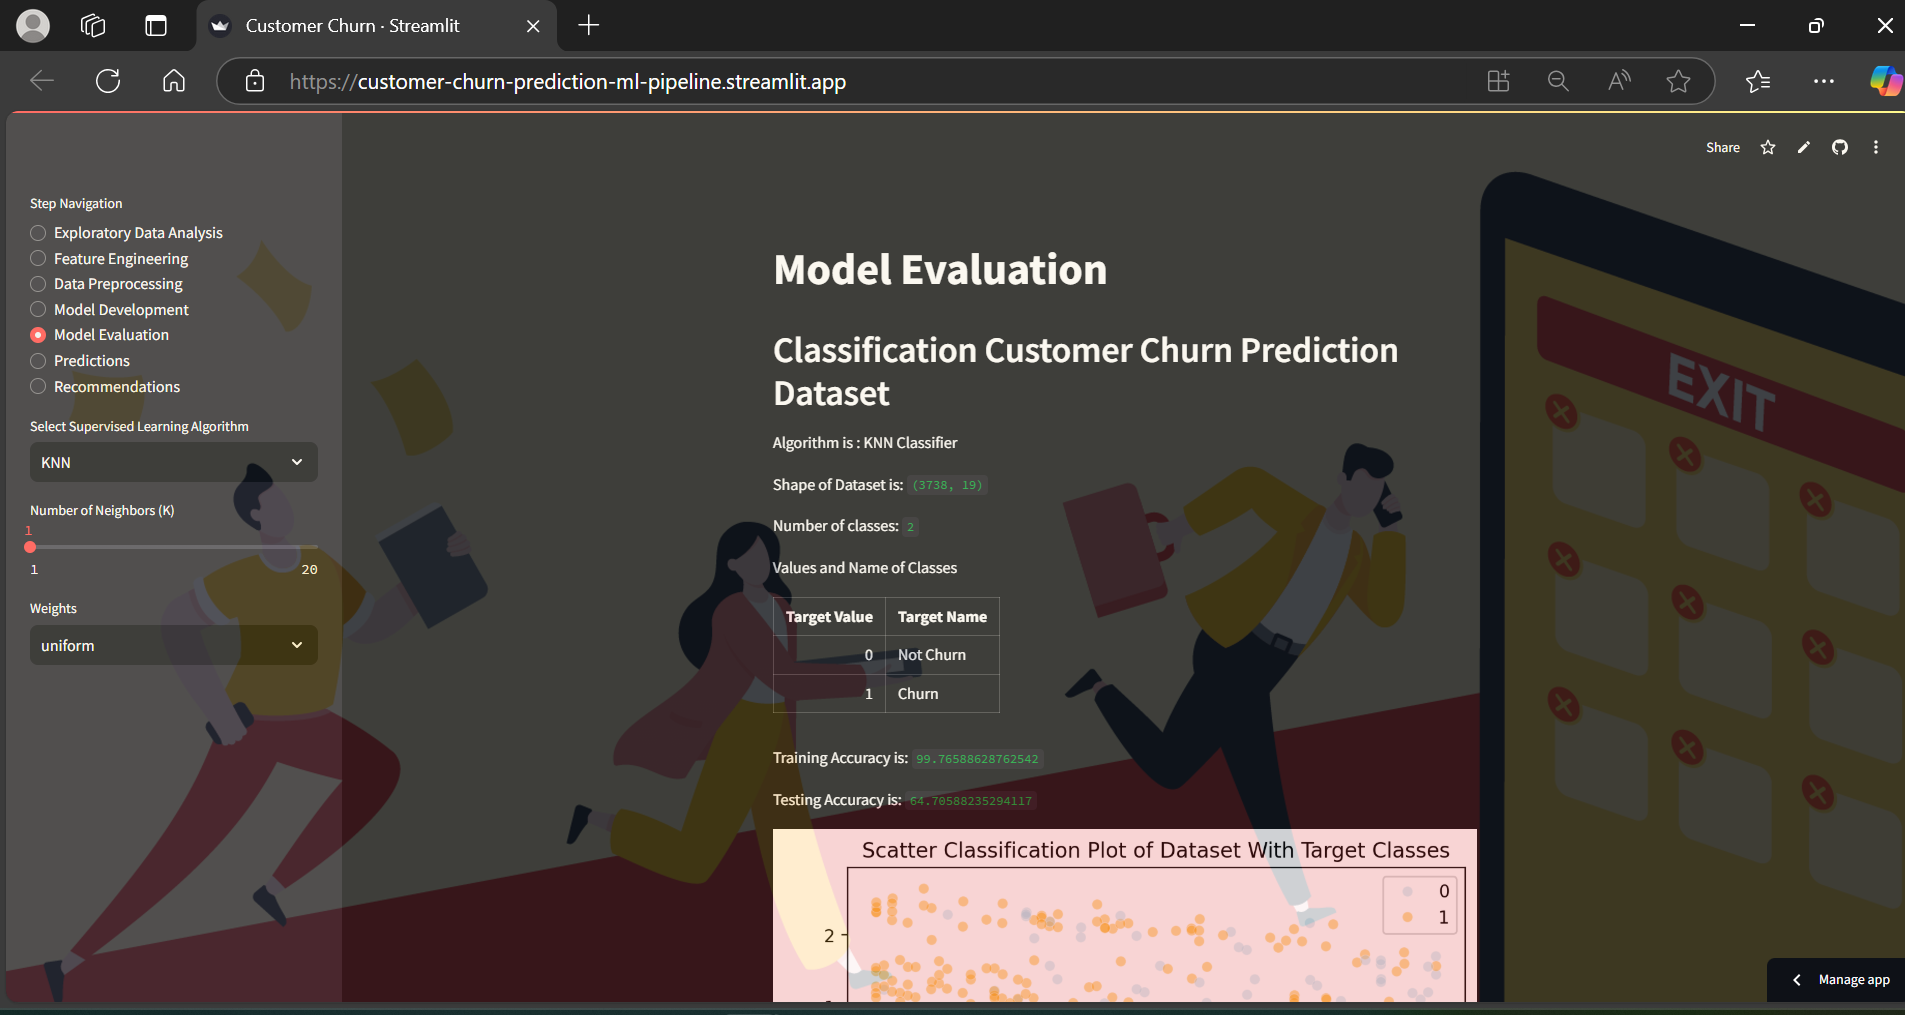 Customer Churn · Streamlit
https://customer-churn-prediction-ml-pipeline.streamlit.app
Share
Step Navigation
Exploratory Data Analysis
Feature Engineering
Data Preprocessing
Model Development
Model Evaluation
Predictions
Recommendations
Select Supervised Learning Algorithm
KNN
Number of Neighbors (K)
1
1 20
Weights
uniform
Model Evaluation
Classification Customer Churn Prediction
Dataset
Algorithm is : KNN Classifier
Shape of Dataset is: (3738, 19)
Number of classes: 2
Values and Name of Classes
Target Value Target Name
0 Not Churn
1 Churn
Training Accuracy is: 99.76588628762542
Testing Accuracy is: 64.70588235294117
Scatter Classification Plot of Dataset With Target Classes
0
1
2
EXIT
Manage app